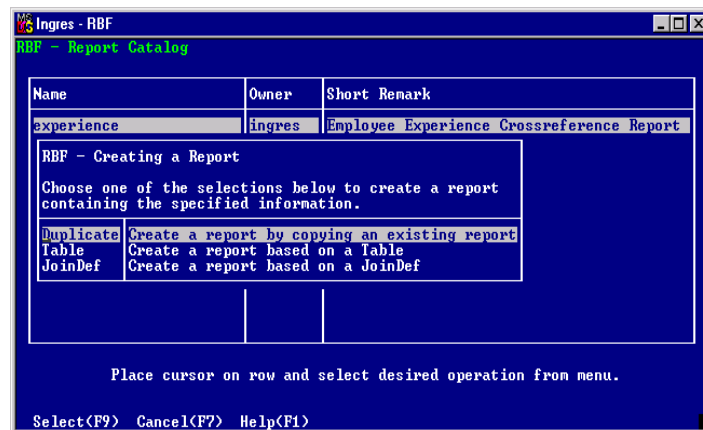 Ingres - RBF
RBF - Report Catalog
Name Owner Short Remark
experience ingres Employee Experience Crossreference Report
RBF - Creating a Report
Choose one of the selections below to create a report
containing the specified information.
Duplicate Create a report by copying an existing report
Table Create a report based on a Table
JoinDef Create a report based on a JoinDef
Place cursor on row and select desired operation from menu.
Select(F9) Cancel(F7) Help(F1)